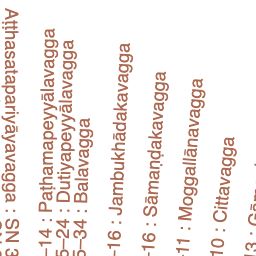 Aṭṭhasatapariyāyavagga : SN 3
–14 : Paṭhamapeyyālavagga
5–24 : Dutiyapeyyālavagga
5–34 : Balavagga
–16 : Jambukhādakavagga
–16 : Sāmaṇḍakavagga
–11 : Moggallānavagga
10 : Cittavagga
13 :